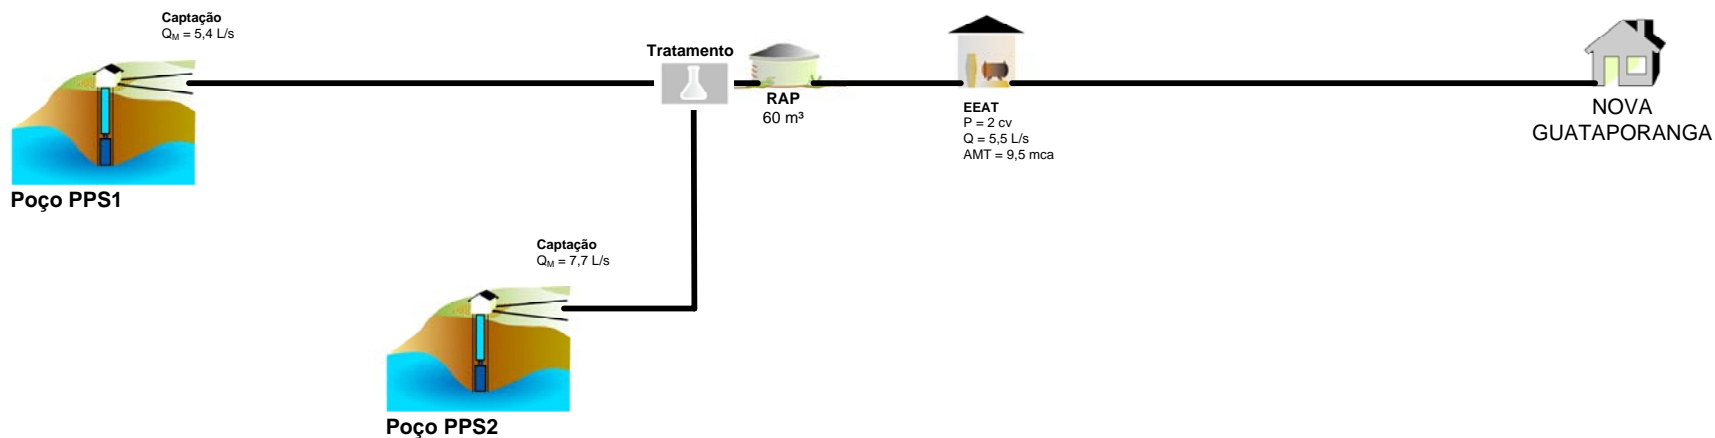 Captação
QM = 5,4 L/s
Poço PPS1
Captação
QM = 7,7 L/s
Poço PPS2
Tratamento
RAP
60 m³
EEAT
P = 2 cv
Q = 5,5 L/s
AMT = 9,5 mca
NOVA
GUATAPORANGA